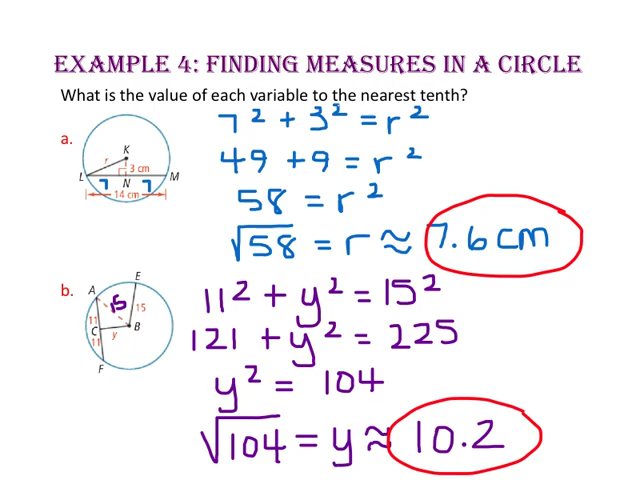 EXAMPLE 4: FINDING MEASURES IN A CIRCLE
What is the value of each variable to the nearest tenth?
a.
K
r
3 cm
L
N
M
7
7
14 cm
7² + 3² = r²
49 + 9 = r²
58 = r²
√58 = r ≈ 7.6 cm
b.
E
A
15
15
11
C
B
y
11
F
11² + y² = 15²
121 + y² = 225
y² = 104
√104 = y ≈ 10.2